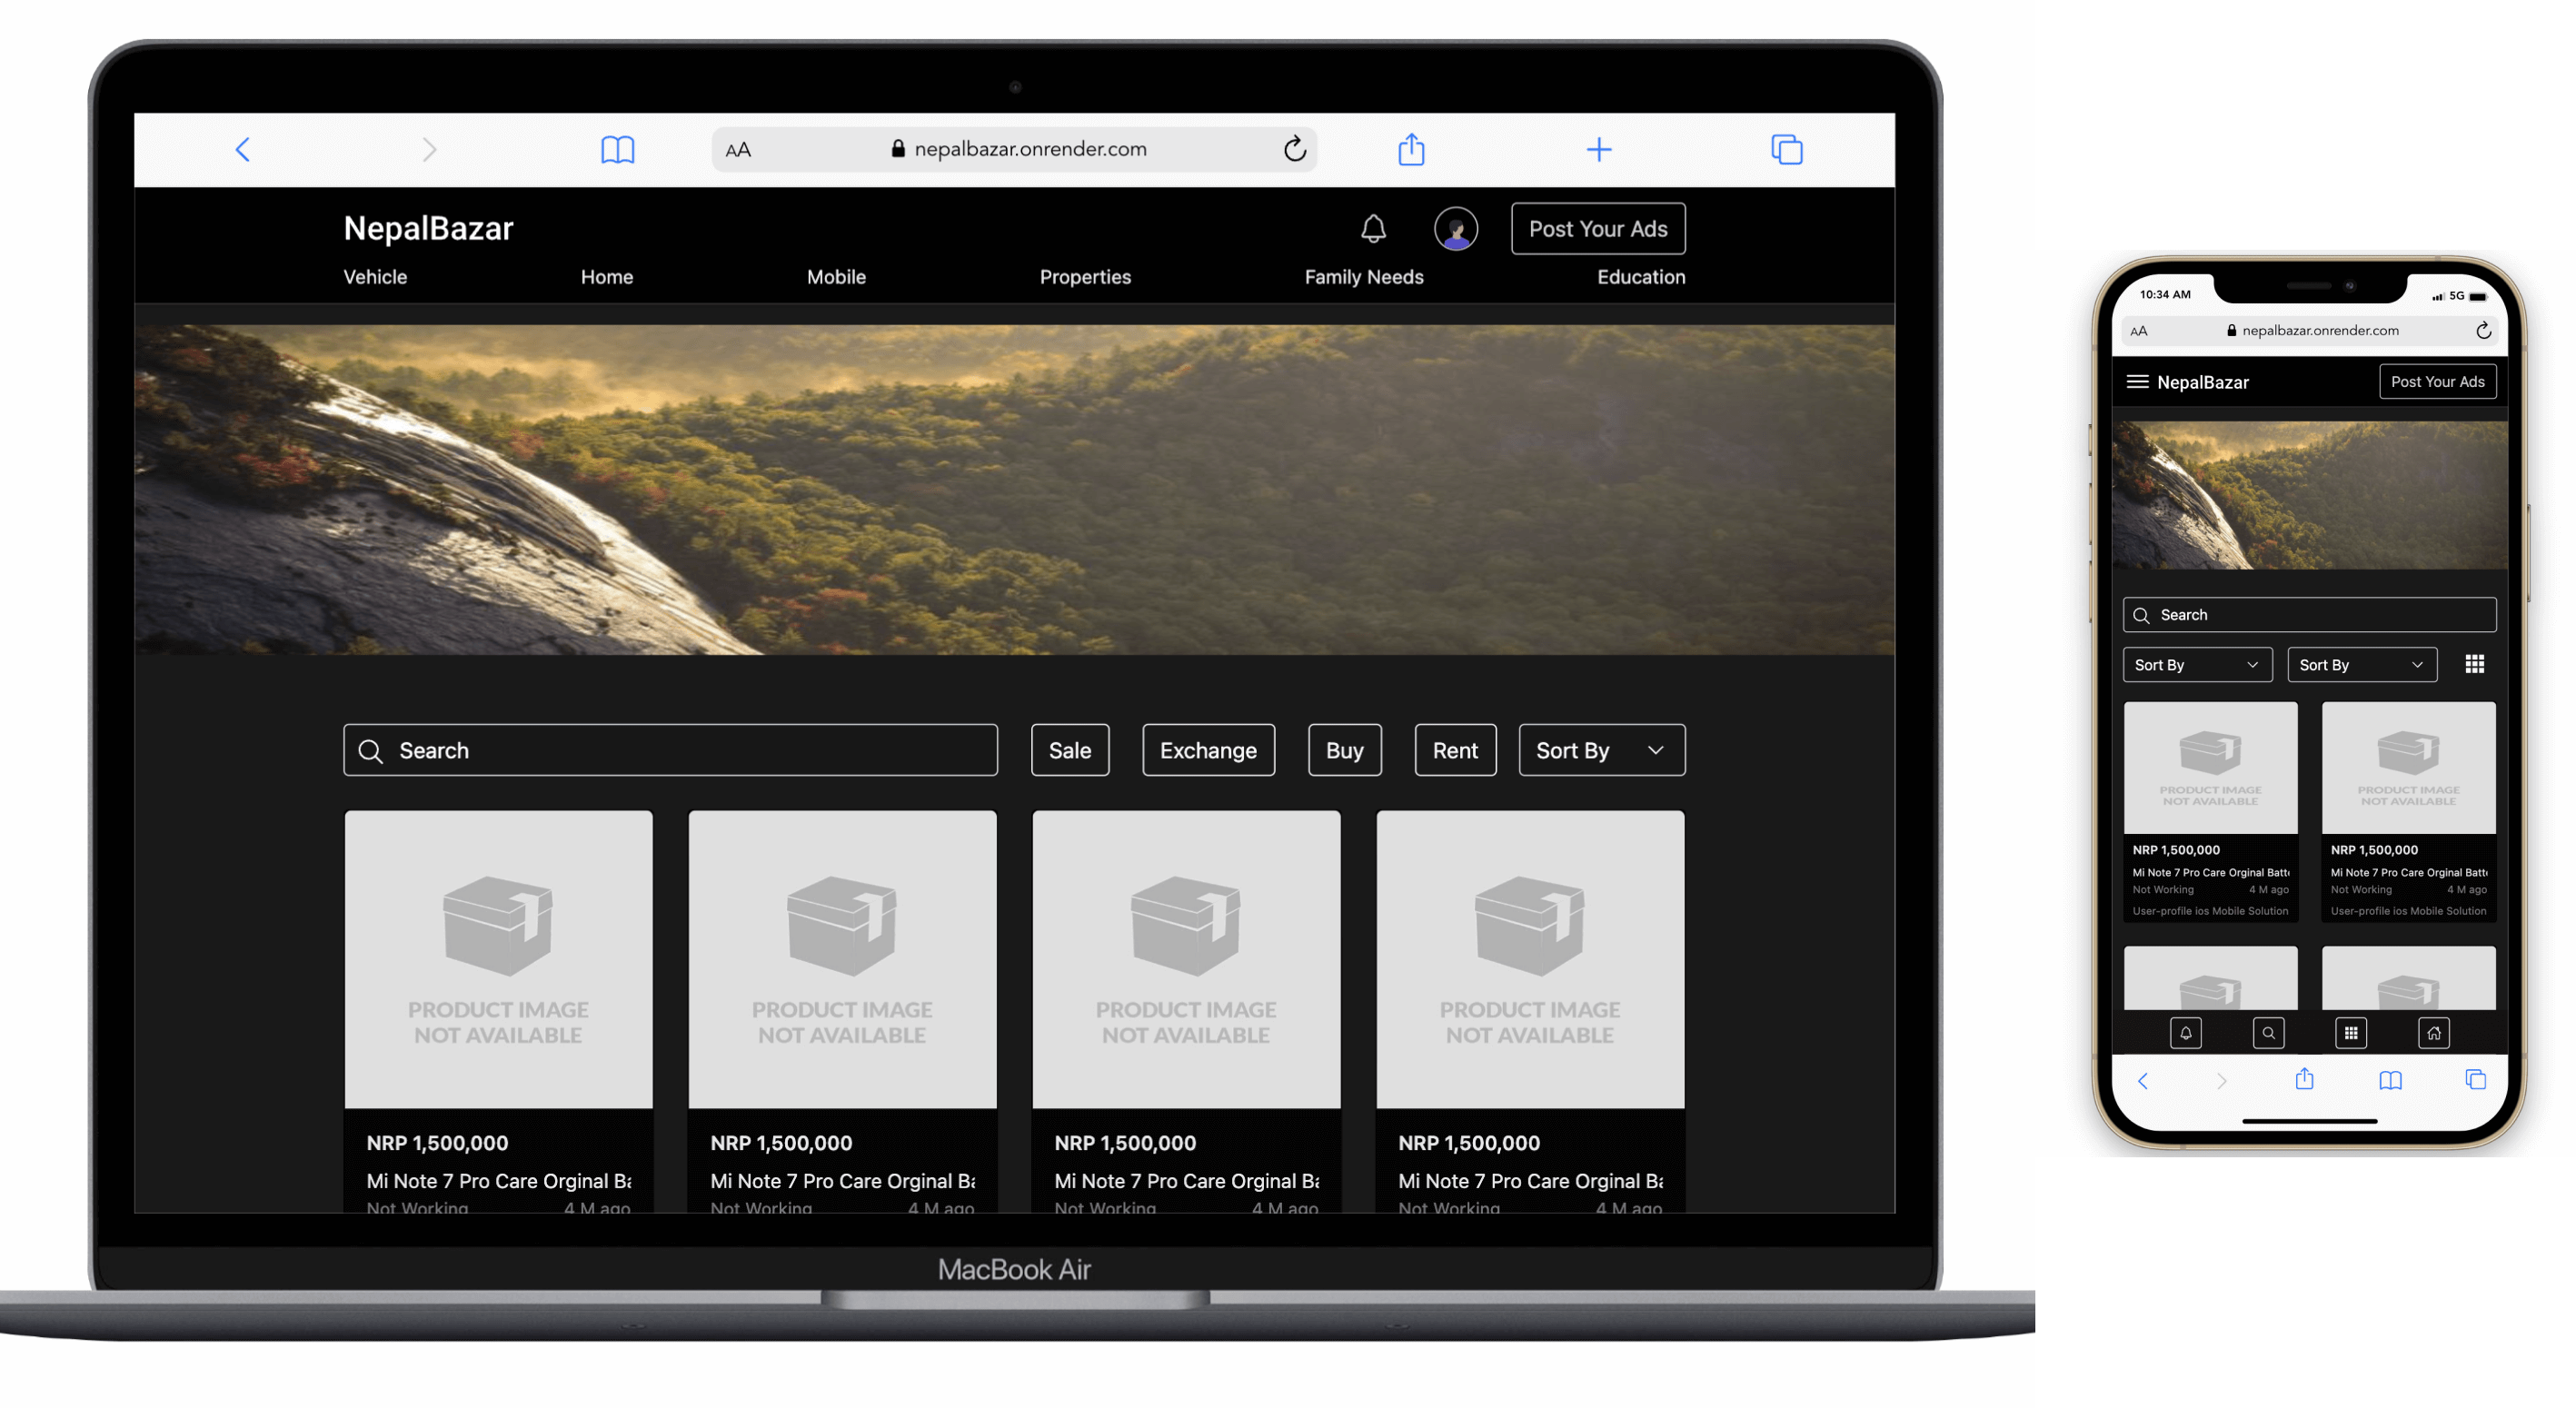 AA nepalbazar.onrender.com
NepalBazar Post Your Ads
Vehicle Home Mobile Properties Family Needs Education
Search Sale Exchange Buy Rent Sort By
PRODUCT IMAGE NOT AVAILABLE PRODUCT IMAGE NOT AVAILABLE PRODUCT IMAGE NOT AVAILABLE PRODUCT IMAGE NOT AVAILABLE
NRP 1,500,000 NRP 1,500,000 NRP 1,500,000 NRP 1,500,000
Mi Note 7 Pro Care Orginal Ba Mi Note 7 Pro Care Orginal Ba Mi Note 7 Pro Care Orginal Ba Mi Note 7 Pro Care Orginal Ba
Not Working 4 M ago Not Working 4 M ago Not Working 4 M ago Not Working 4 M ago
MacBook Air
10:34 AM 5G
AA nepalbazar.onrender.com
NepalBazar Post Your Ads
Search
Sort By Sort By
PRODUCT IMAGE NOT AVAILABLE PRODUCT IMAGE NOT AVAILABLE
NRP 1,500,000 NRP 1,500,000
Mi Note 7 Pro Care Orginal Batt Mi Note 7 Pro Care Orginal Batt
Not Working 4 M ago Not Working 4 M ago
User-profile ios Mobile Solution User-profile ios Mobile Solution